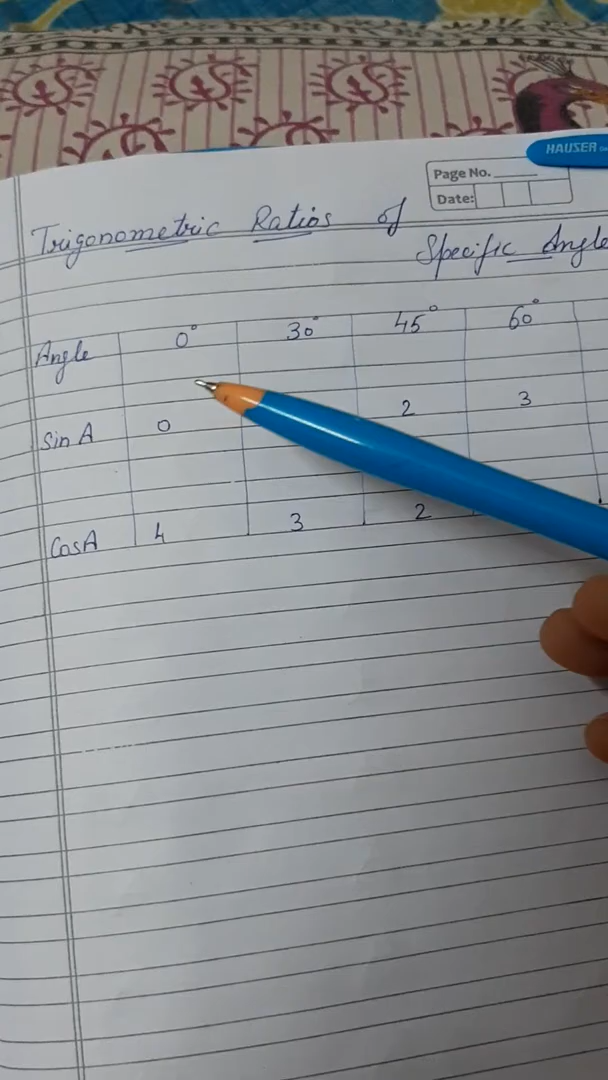 HAUSER
Page No.
Date:
Trigonometric Ratios of
Specific Angle
Angle 0° 30° 45° 60°
sin A 0 2 3
CosA 4 3 2